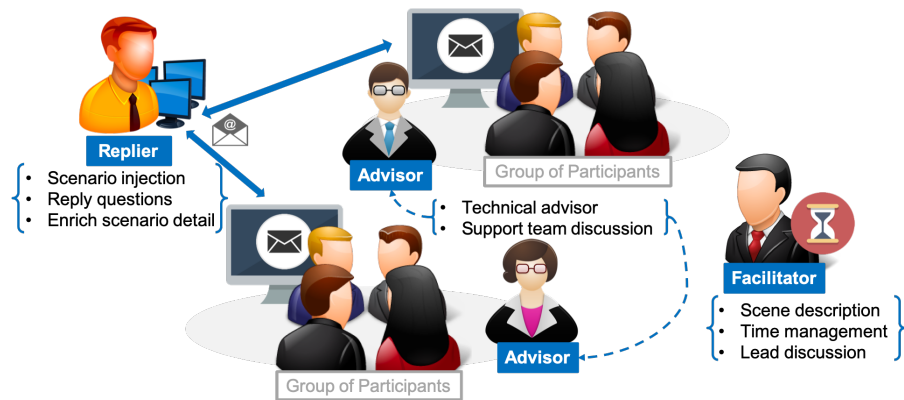 @
Replier
• Scenario injection
• Reply questions
• Enrich scenario detail
Advisor
Group of Participants
• Technical advisor
• Support team discussion
Facilitator
• Scene description
• Time management
• Lead discussion
Advisor
Group of Participants